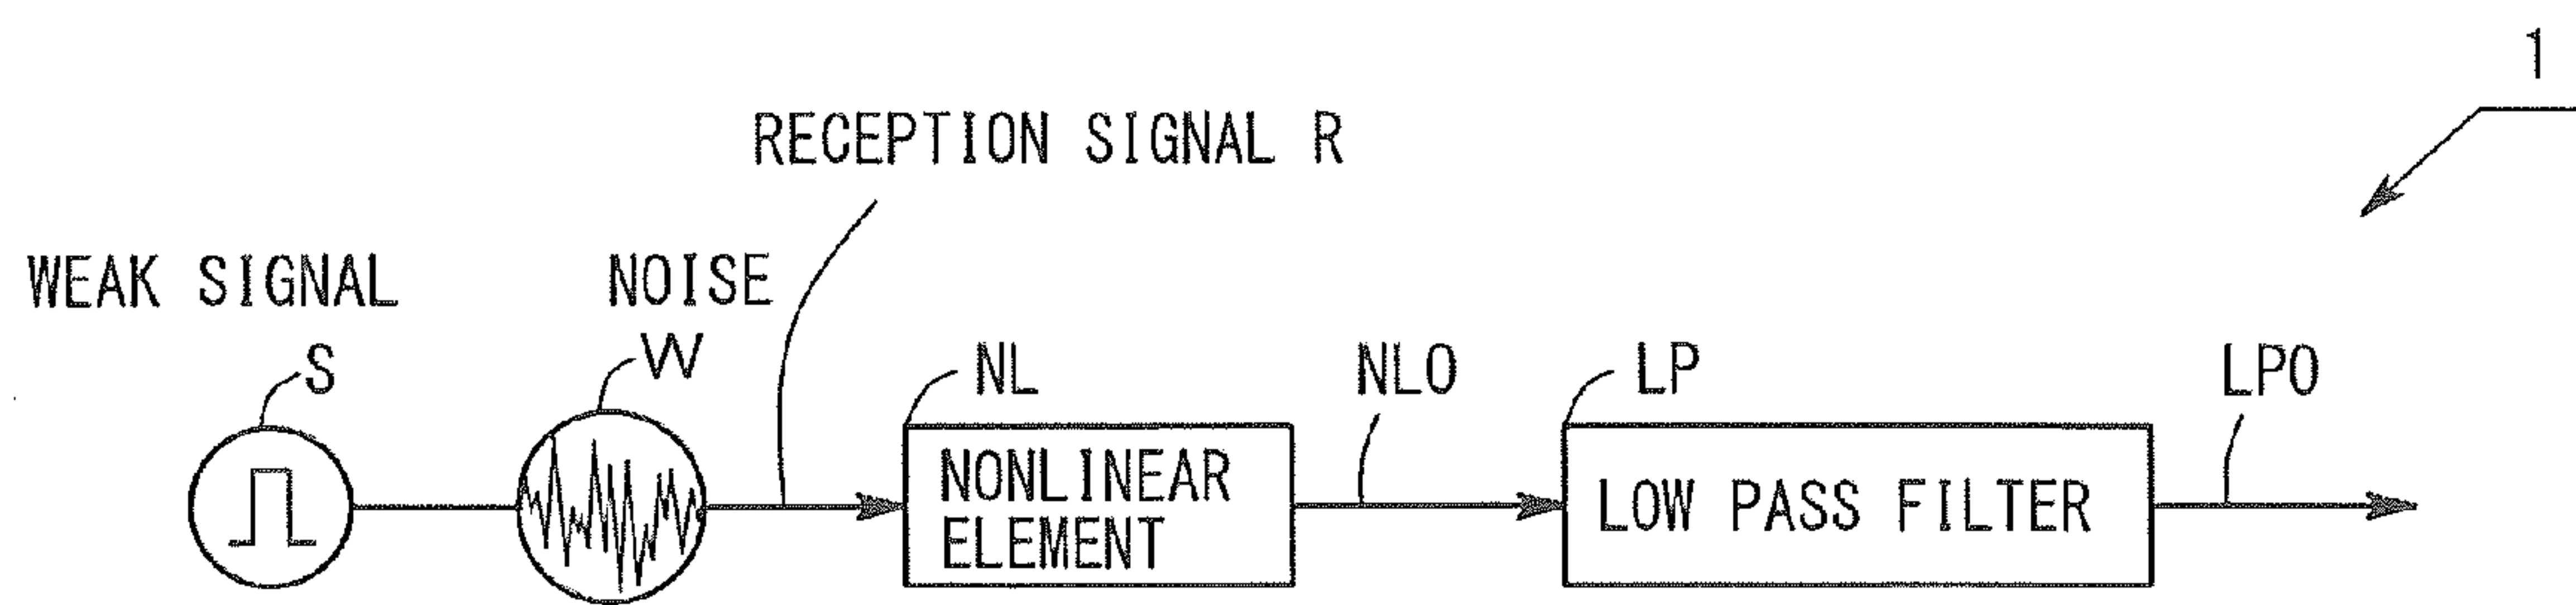 1
RECEPTION SIGNAL R
WEAK SIGNAL
NOISE
S
W
NL
NLO
LP
LPO
NONLINEAR
ELEMENT
LOW PASS FILTER